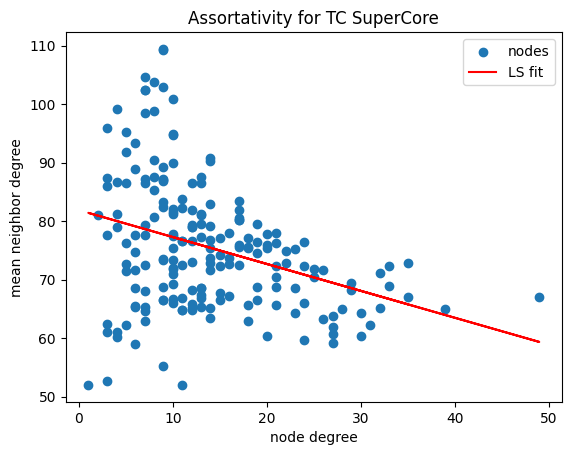 Assortativity for TC SuperCore
nodes
LS fit
110
100
90
80
70
60
50
mean neighbor degree
0
10
20
30
40
50
node degree